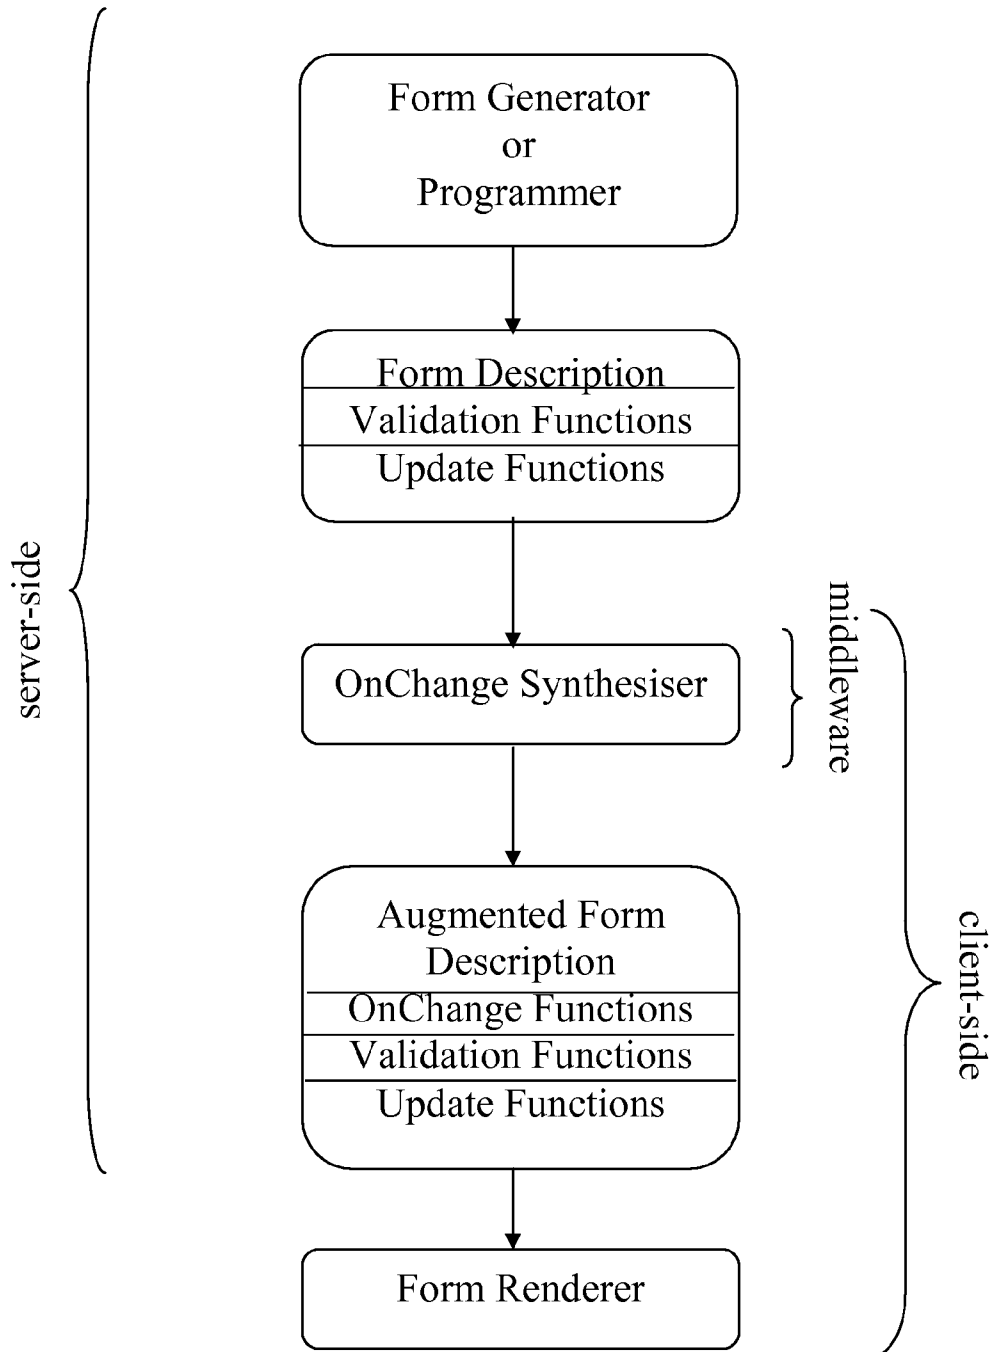 Form Generator
or
Programmer
Form Description
Validation Functions
Update Functions
server-side
OnChange Synthesiser
middleware
Augmented Form
Description
OnChange Functions
Validation Functions
Update Functions
client-side
Form Renderer